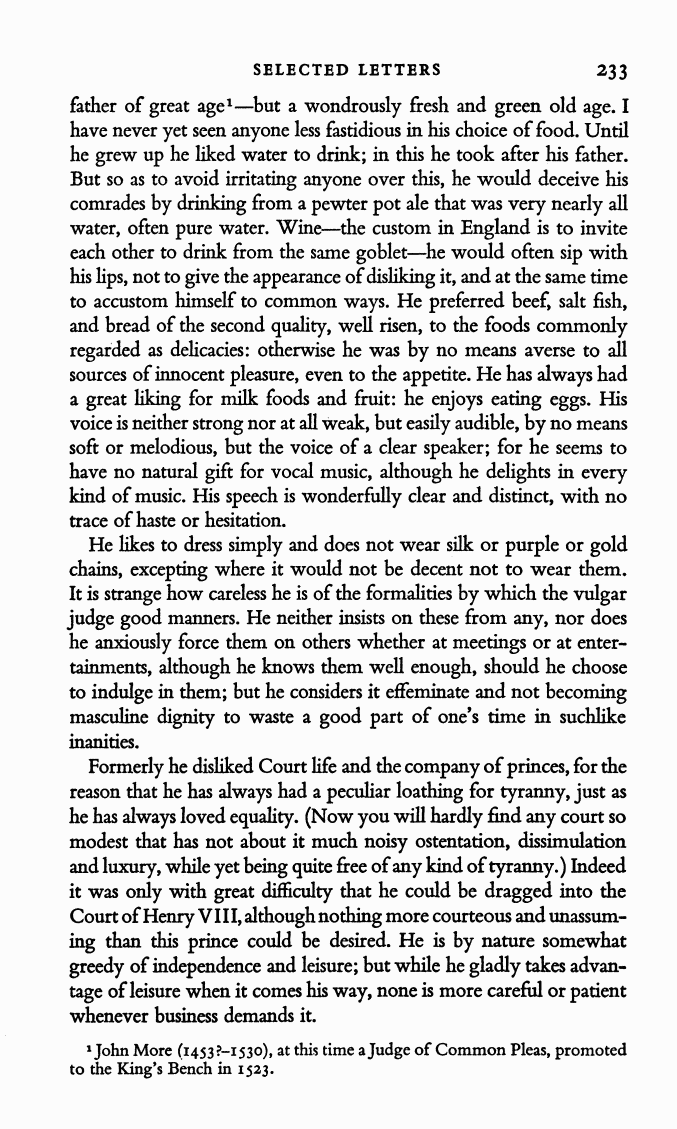 SELECTED LETTERS 233
father of great age¹—but a wondrously fresh and green old age. I
have never yet seen anyone less fastidious in his choice of food. Until
he grew up he liked water to drink; in this he took after his father.
But so as to avoid irritating anyone over this, he would deceive his
comrades by drinking from a pewter pot ale that was very nearly all
water, often pure water. Wine—the custom in England is to invite
each other to drink from the same goblet—he would often sip with
his lips, not to give the appearance of disliking it, and at the same time
to accustom himself to common ways. He preferred beef, salt fish,
and bread of the second quality, well risen, to the foods commonly
regarded as delicacies: otherwise he was by no means averse to all
sources of innocent pleasure, even to the appetite. He has always had
a great liking for milk foods and fruit: he enjoys eating eggs. His
voice is neither strong nor at all weak, but easily audible, by no means
soft or melodious, but the voice of a clear speaker; for he seems to
have no natural gift for vocal music, although he delights in every
kind of music. His speech is wonderfully clear and distinct, with no
trace of haste or hesitation.
He likes to dress simply and does not wear silk or purple or gold
chains, excepting where it would not be decent not to wear them.
It is strange how careless he is of the formalities by which the vulgar
judge good manners. He neither insists on these from any, nor does
he anxiously force them on others whether at meetings or at enter-
tainments, although he knows them well enough, should he choose
to indulge in them; but he considers it effeminate and not becoming
masculine dignity to waste a good part of one's time in suchlike
inanities.
Formerly he disliked Court life and the company of princes, for the
reason that he has always had a peculiar loathing for tyranny, just as
he has always loved equality. (Now you will hardly find any court so
modest that has not about it much noisy ostentation, dissimulation
and luxury, while yet being quite free of any kind of tyranny.) Indeed
it was only with great difficulty that he could be dragged into the
Court of Henry VIII, although nothing more courteous and unassum-
ing than this prince could be desired. He is by nature somewhat
greedy of independence and leisure; but while he gladly takes advan-
tage of leisure when it comes his way, none is more careful or patient
whenever business demands it.
¹ John More (1453?–1530), at this time a Judge of Common Pleas, promoted
to the King's Bench in 1523.